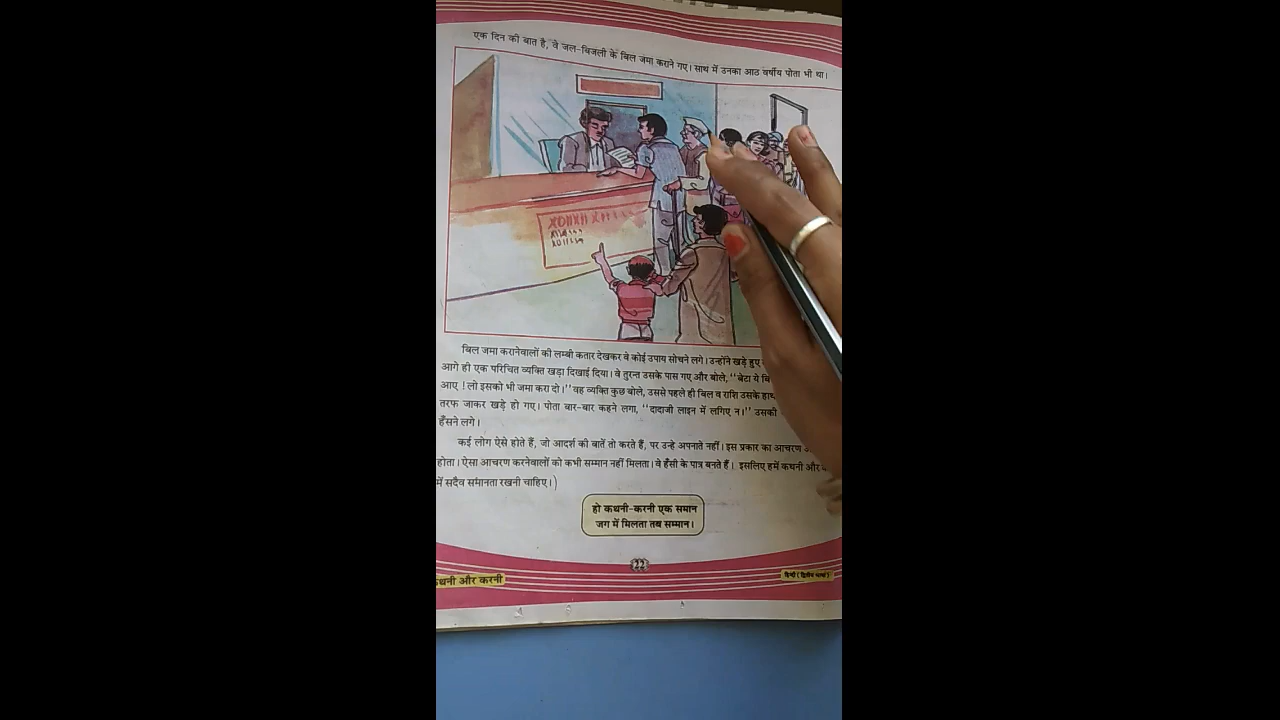 एक दिन की बात है, वे जल-बिजली के बिल जमा कराने गए। साथ में उनका आठ वर्षीय पोता भी था।
बिल जमा करानेवालों की लम्बी कतार देखकर वे कोई उपाय सोचने लगे। उन्होंने खड़े हुए
आगे ही एक परिचित व्यक्ति खड़ा दिखाई दिया। वे तुरन्त उसके पास गए और बोले, "बेटा ये
आए ! लो इसको भी जमा करा दो।" वह व्यक्ति कुछ बोले, उससे पहले ही बिल व राशि उसके
तरफ जाकर खड़े हो गए। पोता बार-बार कहने लगा, "दादाजी लाइन में लगिए न।" उसकी
हँसने लगे।
कई लोग ऐसे होते हैं, जो आदर्श की बातें तो करते हैं, पर उन्हे अपनाते नहीं। इस प्रकार का आचरण
होता। ऐसा आचरण करनेवालों को कभी सम्मान नहीं मिलता। वे हँसी के पात्र बनते हैं। इसलिए हमें कथनी और
में सदैव समानता रखनी चाहिए।)
हो कथनी-करनी एक समान
जग में मिलता तब सम्मान।
22
कथनी और करनी
हिन्दी (द्वितीय भाषा)